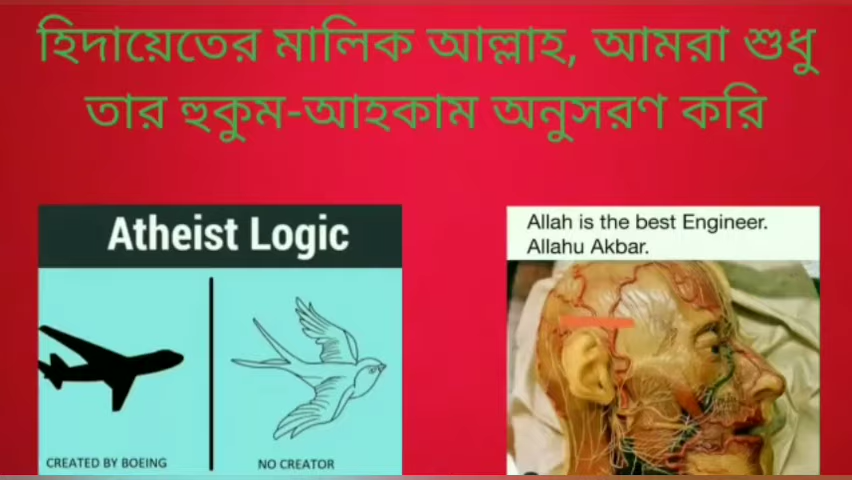 হিদায়েতের মালিক আল্লাহ, আমরা শুধু
তার হুকুম-আহকাম অনুসরণ করি
Atheist Logic
CREATED BY BOEING
NO CREATOR
Allah is the best Engineer.
Allahu Akbar.